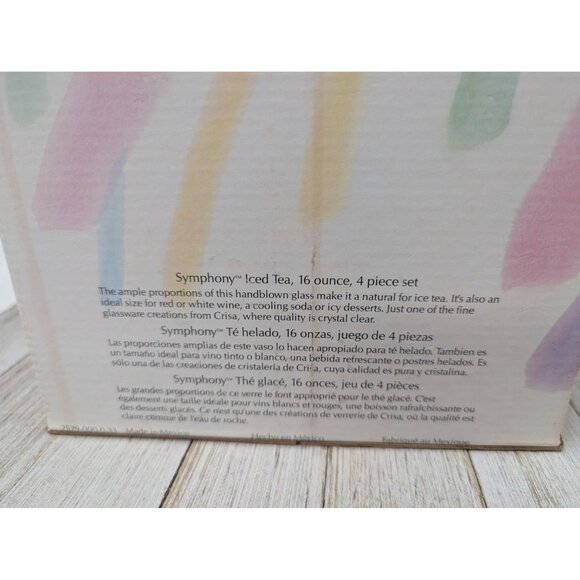 Symphony™ Iced Tea, 16 ounce, 4 piece set
The ample proportions of this handblown glass make it a natural for ice tea. It's also an
ideal size for red or white wine, a cooling soda or icy desserts. Just one of the fine
glassware creations from Crisa, where quality is crystal clear.
Symphony™ Té helado, 16 onzas, juego de 4 piezas
Las proporciones amplias de este vaso lo hacen apropiado para té helado. Tambien es
un tamaño ideal para vino tinto o blanco, una bebida refrescante o postres helados. Es
sólo una de las creaciones de cristalería de Crisa, cuya calidad es pura y cristalina.
Symphony™ Thé glacé, 16 onces, jeu de 4 pièces
Les grandes proportions de ce verre le font approprié pour le thé glacé. C'est
également une taille idéale pour vins blancs et rouges, une boisson rafraîchissante ou
des desserts glacés. Ce n'est qu'une des créations de verrerie de Crisa, où la qualité est
claire comme de l'eau de roche.
Made in Mexico Hecho en México Fabriqué au Mexique